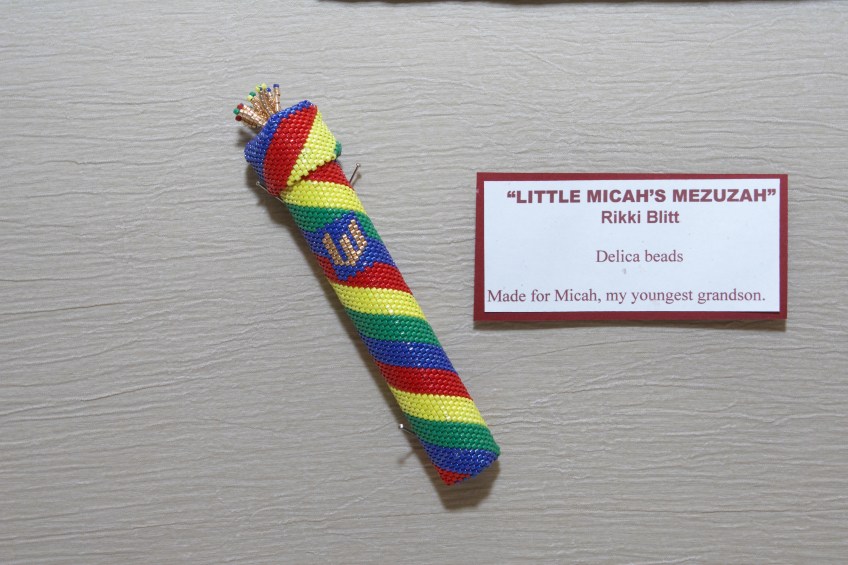 ש
“LITTLE MICAH’S MEZUZAH”
Rikki Blitt
Delica beads
Made for Micah, my youngest grandson.